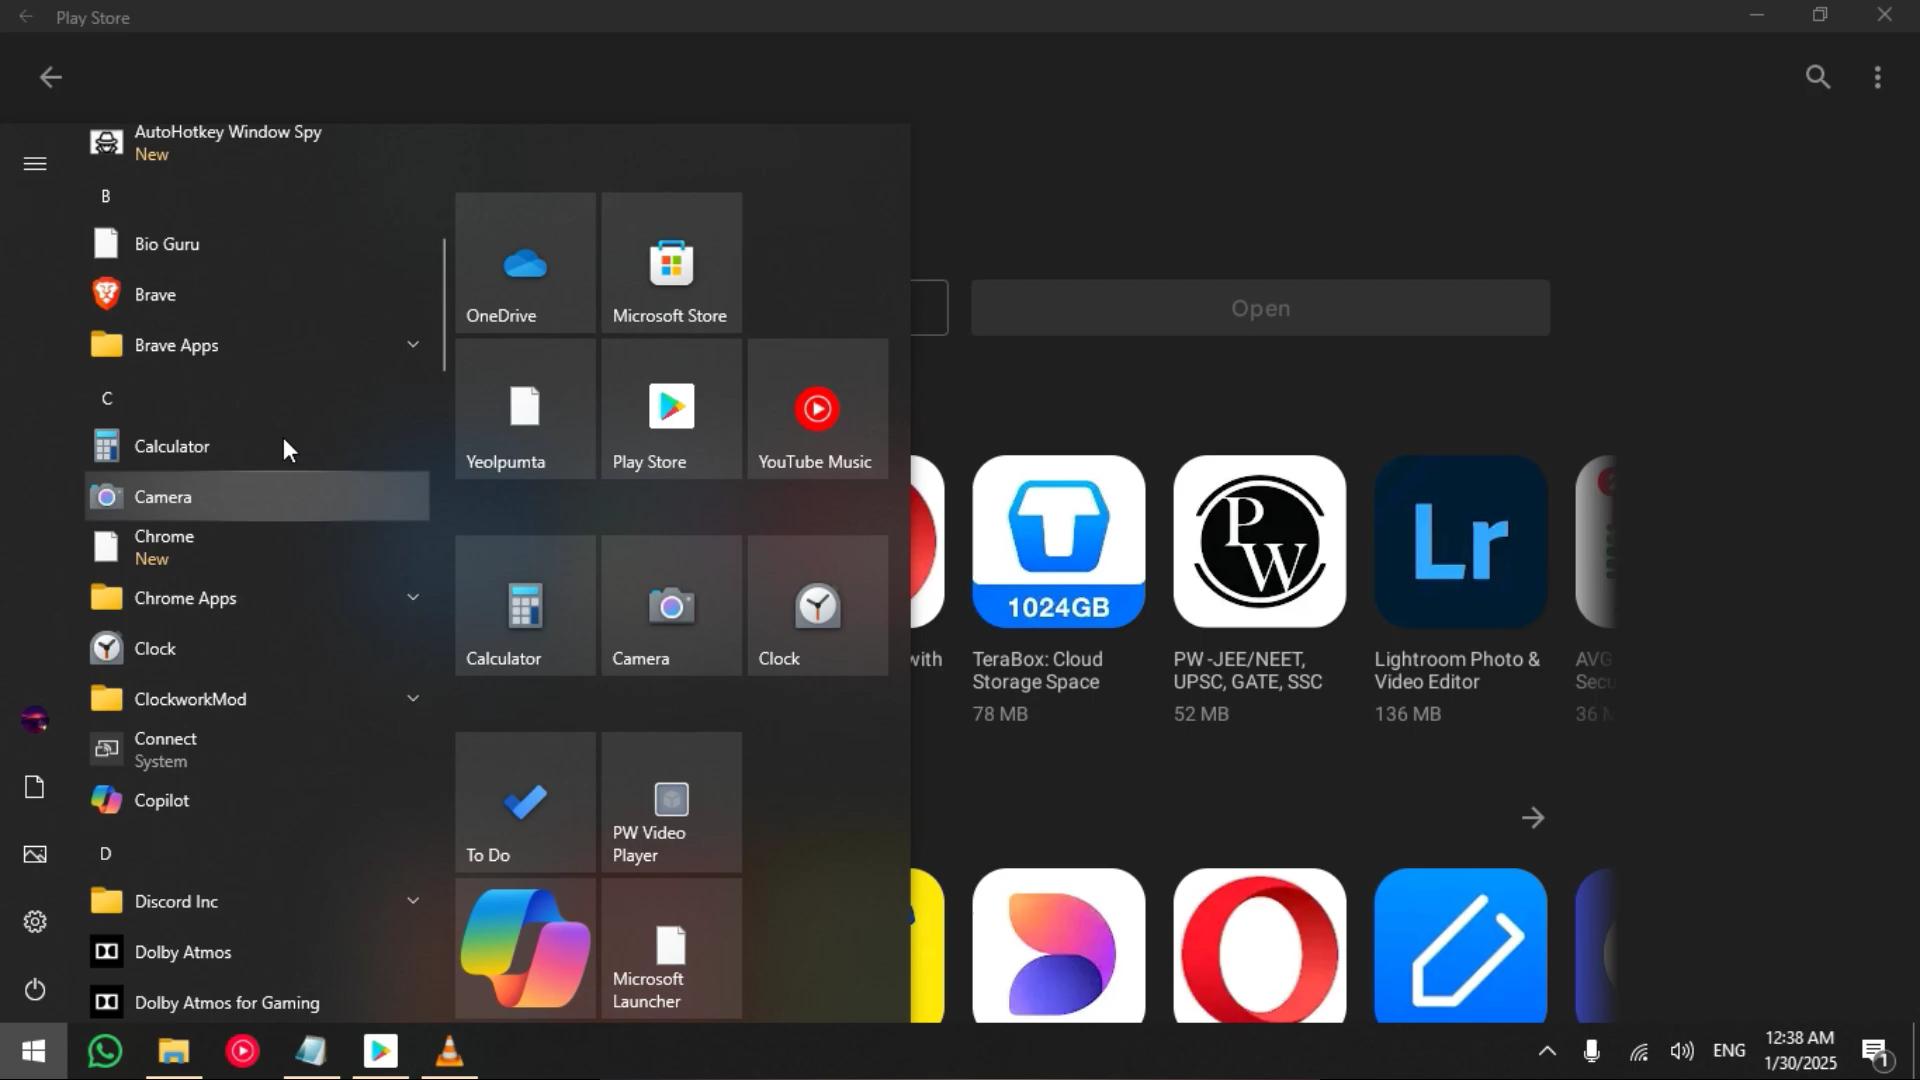 Play Store
AutoHotkey Window Spy
New
B
Bio Guru
Brave
Brave Apps
C
Calculator
Camera
Chrome
New
Chrome Apps
Clock
ClockworkMod
Connect
System
Copilot
D
Discord Inc
Dolby Atmos
Dolby Atmos for Gaming
OneDrive
Microsoft Store
Yeolpumta
Play Store
YouTube Music
Calculator
Camera
Clock
To Do
PW Video
Player
Microsoft
Launcher
Open
1024GB
P
W
Lr
with
TeraBox: Cloud
Storage Space
78 MB
PW -JEE/NEET,
UPSC, GATE, SSC
52 MB
Lightroom Photo &
Video Editor
136 MB
AVG
36
ENG
12:38 AM
1/30/2025
1